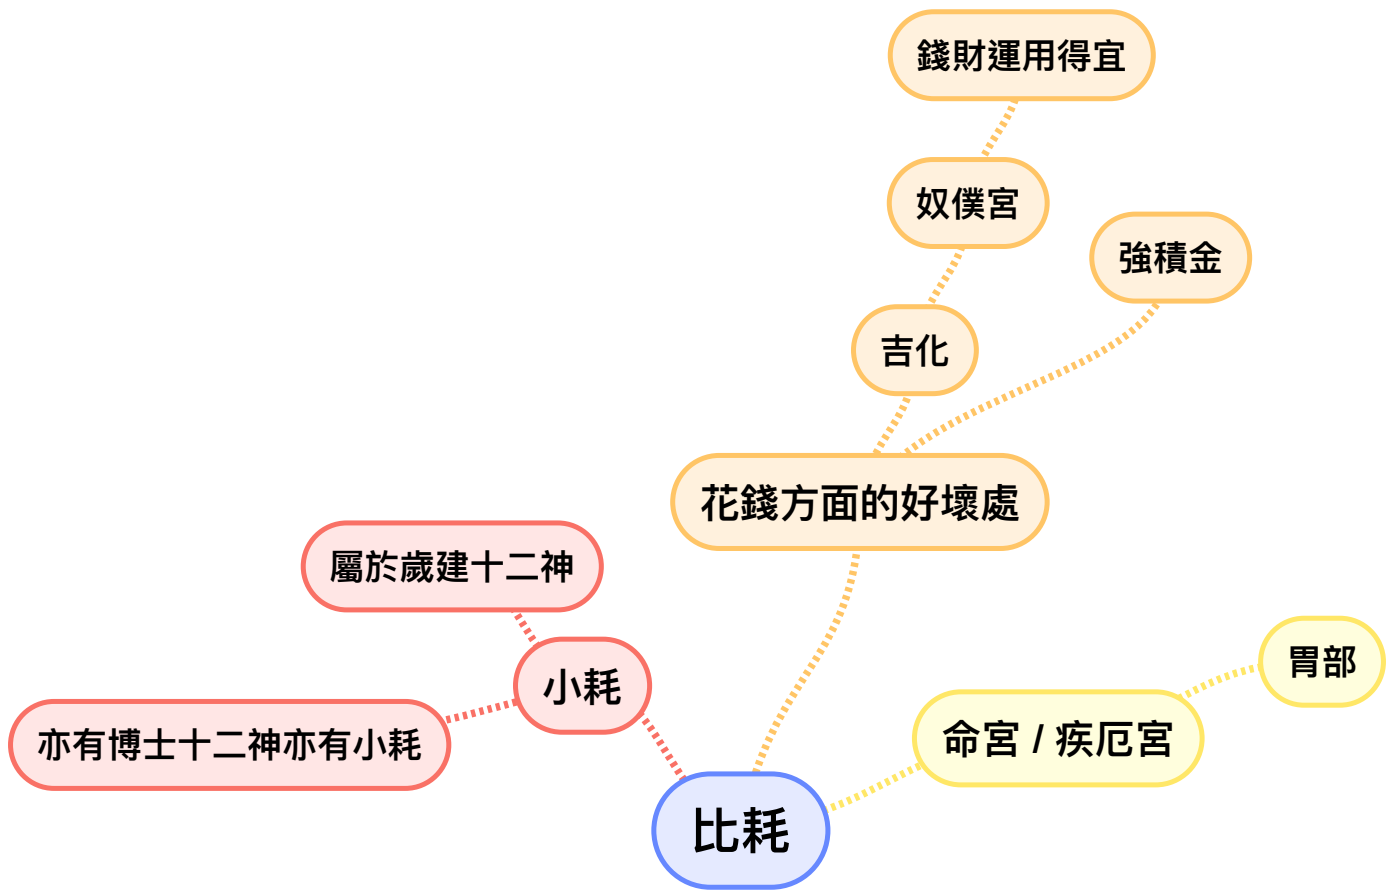 錢財運用得宜
奴僕宮
強積金
吉化
花錢方面的好壞處
屬於歲建十二神
小耗
亦有博士十二神亦有小耗
胃部
命宮 / 疾厄宮
比耗